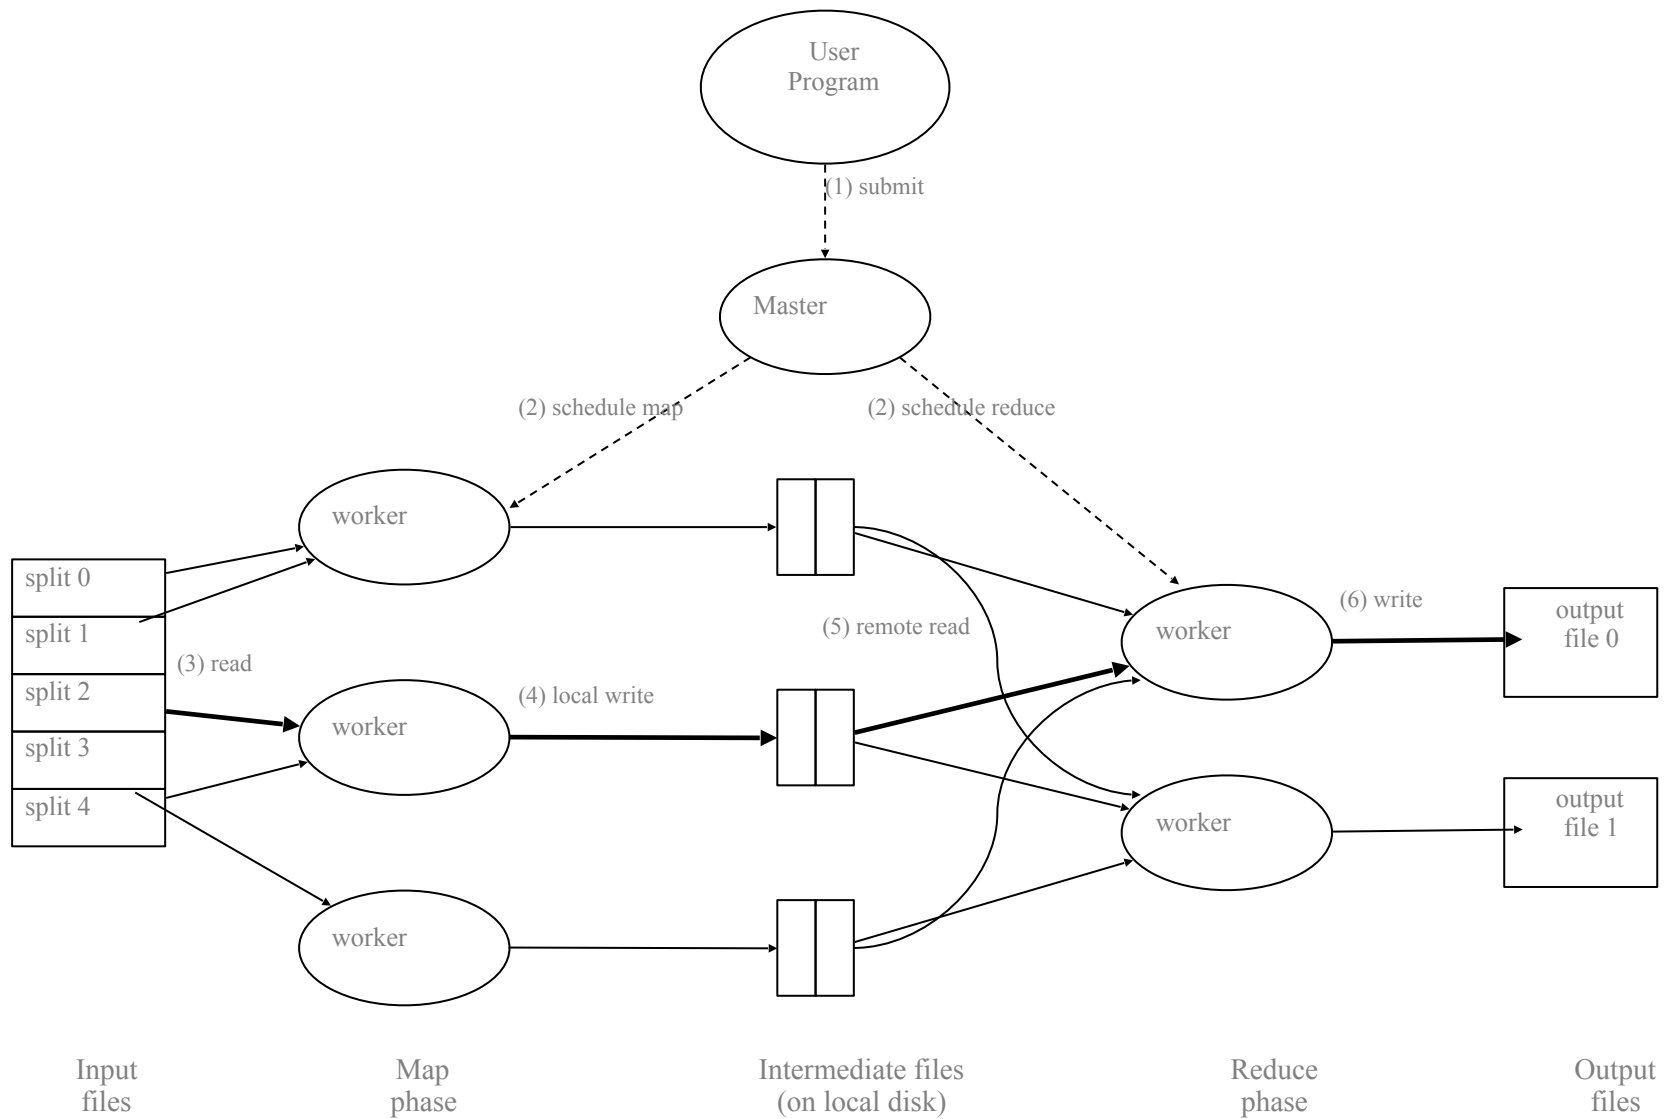 User
Program
(1) submit
Master
(2) schedule map
(2) schedule reduce
worker
split 0
split 1
(3) read
split 2
split 3
split 4
worker
(4) local write
worker
(5) remote read
worker
(6) write
output
file 0
worker
output
file 1
Input
files
Map
phase
Intermediate files
(on local disk)
Reduce
phase
Output
files